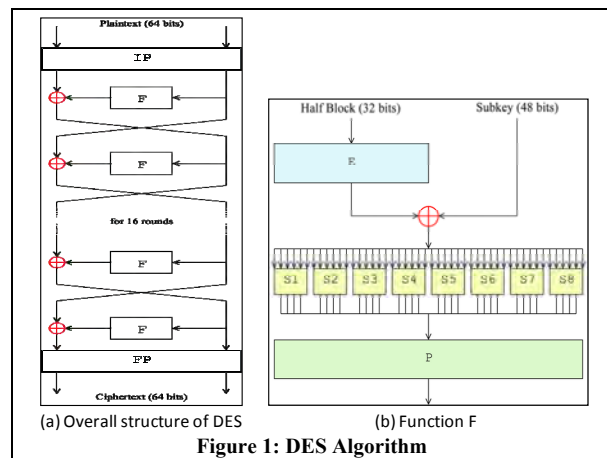 Plaintext (64 bits)
IP
F
F
for 16 rounds
F
F
FP
Ciphertext (64 bits)
(a) Overall structure of DES
Half Block (32 bits)
Subkey (48 bits)
E
S1 S2 S3 S4 S5 S6 S7 S8
P
(b) Function F
Figure 1: DES Algorithm